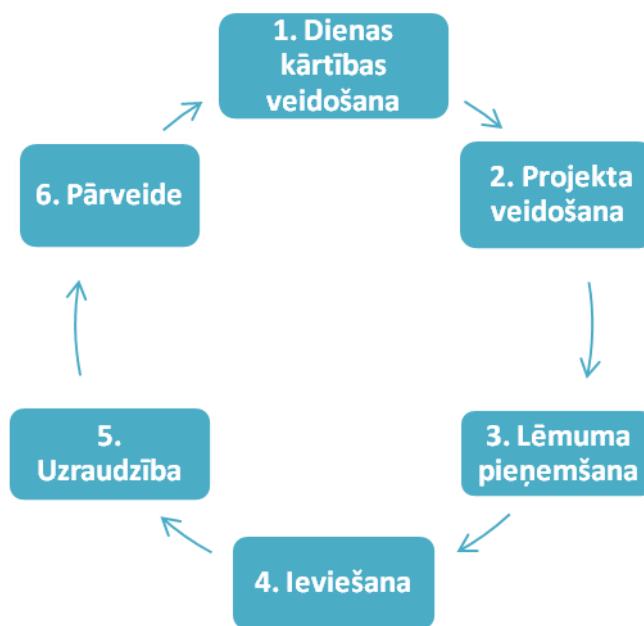 1. Dienas
kārtības
veidošana
2. Projekta
veidošana
3. Lēmuma
pieņemšana
4. Ieviešana
5.
Uzraudzība
6. Pārveide